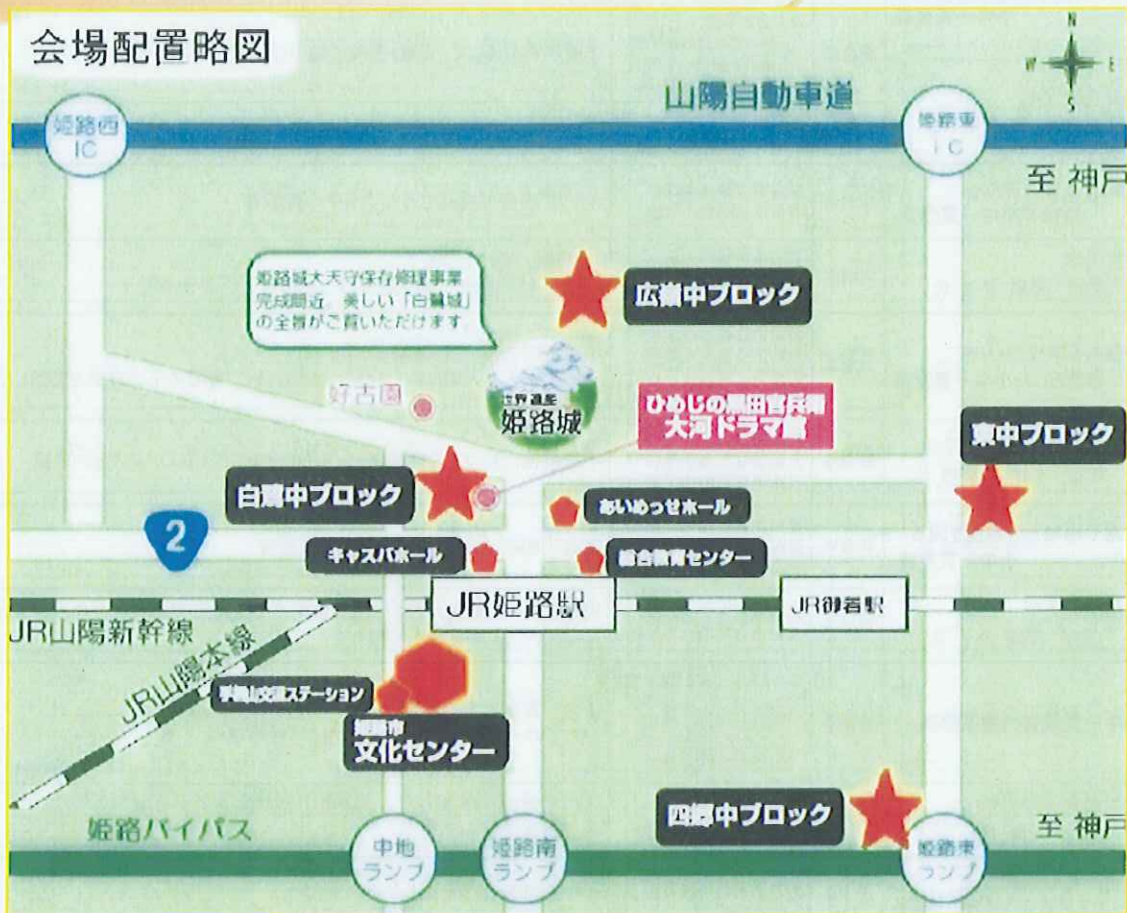 会場配置略図
N
W
E
S
山陽自動車道
姫路西
IC
姫路東
IC
至 神戸
姫路城大天守保存修理事業
完成間近。美しい「白鷺城」
の全容がご覧いただけます。
広嶺中ブロック
好古園
世界遺産
姫路城
ひめじの黒田官兵衛
大河ドラマ館
東中ブロック
白鷺中ブロック
あいめっせホール
2
キャスパホール
総合教育センター
JR姫路駅
JR御着駅
JR山陽新幹線
JR山陽本線
手柄山交流ステーション
姫路市
文化センター
四郷中ブロック
姫路バイパス
中地
ランプ
姫路南
ランプ
姫路東
ランプ
至 神戸